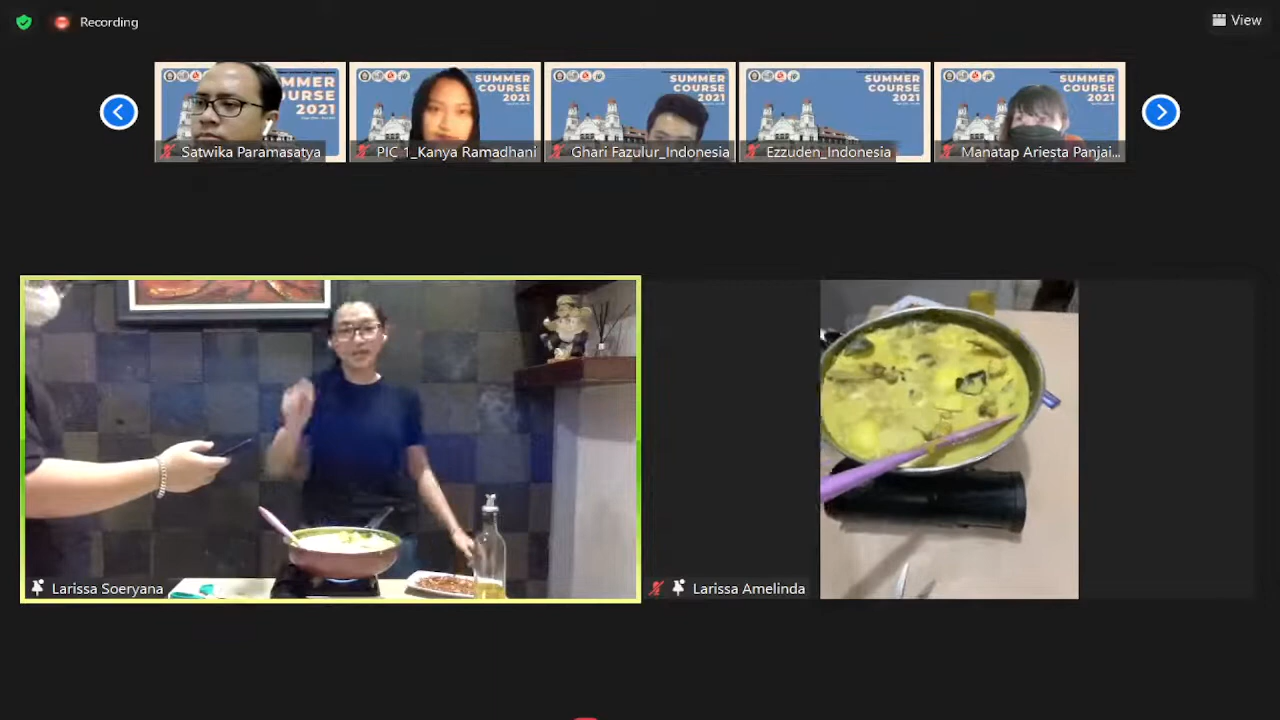 Recording
View
SUMMER
COURSE
2021
Satwika Paramasatya
SUMMER
COURSE
2021
PIC 1_Kanya Ramadhani
SUMMER
COURSE
2021
Ghari Fazulur_Indonesia
SUMMER
COURSE
2021
Ezzuden_Indonesia
SUMMER
COURSE
2021
Manatap Ariesta Panjai...
Larissa Soeryana
Larissa Amelinda